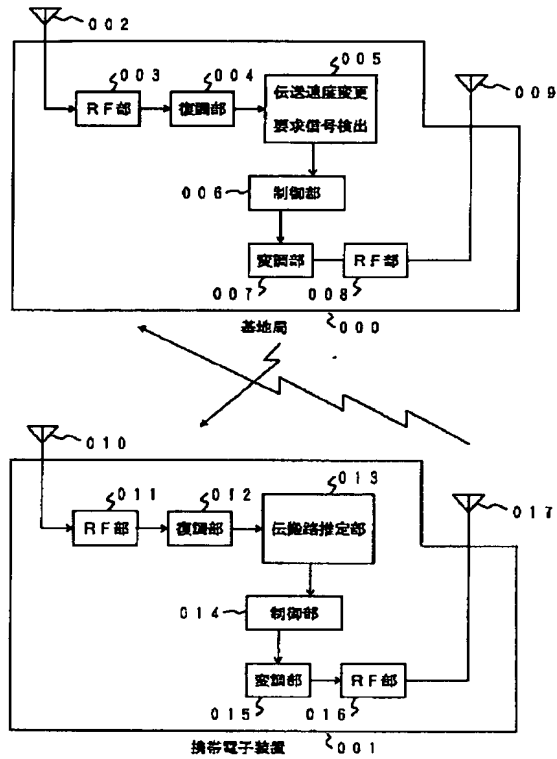 002
003
004
005
RF部
復調部
伝送速度変更
要求信号検出
009
006
制御部
変調部
RF部
007
008
基地局
000
010
011
012
013
RF部
復調部
伝搬路推定部
017
014
制御部
変調部
RF部
015
016
携帯電子装置
001